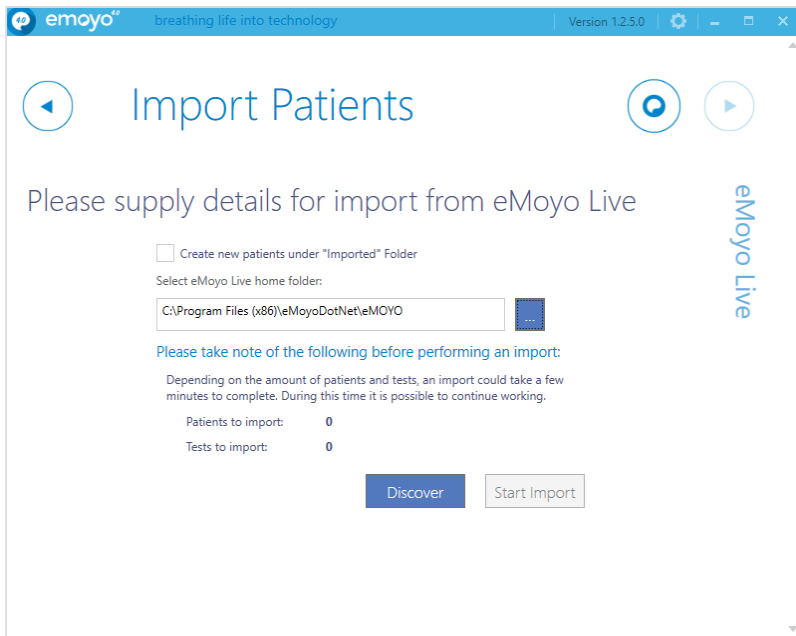 emoyo4.0 breathing life into technology Version 1.2.5.0
Import Patients
Please supply details for import from eMoyo Live
eMoyo Live
Create new patients under "Imported" Folder
Select eMoyo Live home folder:
C:\Program Files (x86)\eMoyoDotNet\eMOYO
...
Please take note of the following before performing an import:
Depending on the amount of patients and tests, an import could take a few
minutes to complete. During this time it is possible to continue working.
Patients to import: 0
Tests to import: 0
Discover Start Import